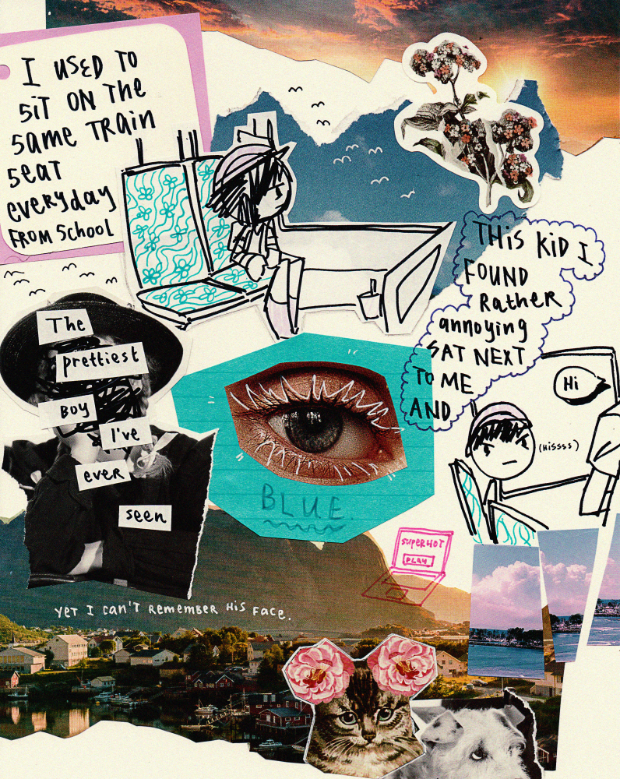 I USED TO
SIT ON THE
SAME TRAIN
SEAT
everyday
FROM SCHOOL
THIS KID I
FOUND
Rather
annoying
SAT NEXT
TO ME
AND
Hi
(HISSSS)
The
prettiest
BOY
I've
ever
seen
BLUE.
SUPERHOT
PLAY
Yet I can't remember his face.